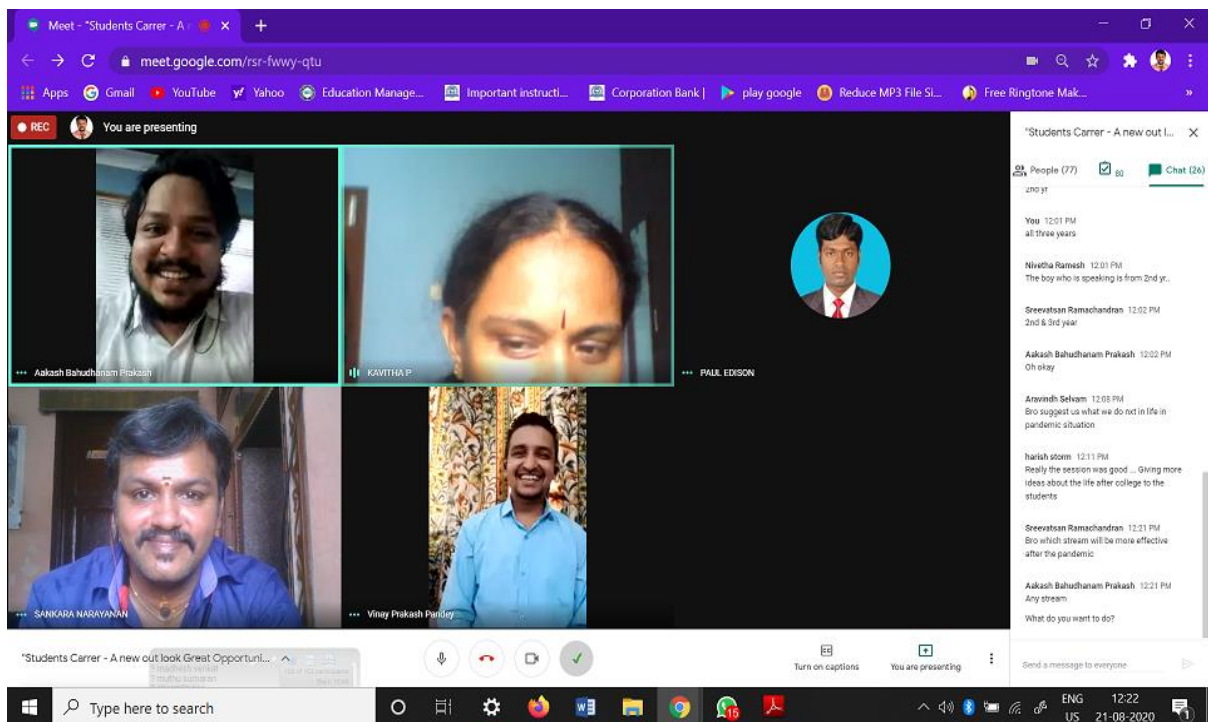 Meet - "Students Carrer - A r
meet.google.com/rsr-fwwy-qtu
Apps Gmail YouTube Yahoo Education Manage... Important instructi... Corporation Bank | play google Reduce MP3 File Si... Free Ringtone Mak... »
REC You are presenting
Aakash Bahudhanam Prakash
KAVITHA P
PAUL EDISON
SANKARA NARAYANAN
Vinay Prakash Pandey
"Students Carrer - A new out l...
People (77) 60 Chat (26)
2nd yr
You 12:01 PM
all three years
Nivetha Ramesh 12:01 PM
The boy who is speaking is from 2nd yr..
Sreevatsan Ramachandran 12:02 PM
2nd & 3rd year
Aakash Bahudhanam Prakash 12:02 PM
Oh okay
Aravindh Selvam 12:08 PM
Bro suggest us what we do nxt in life in
pandemic situation
harish storm 12:11 PM
Really the session was good ... Giving more
ideas about the life after college to the
students
Sreevatsan Ramachandran 12:21 PM
Bro which stream will be more effective
after the pandemic
Aakash Bahudhanam Prakash 12:21 PM
Any stream
What do you want to do?
Send a message to everyone
"Students Carrer - A new out look Great Opportuni...
Turn on captions
You are presenting
Type here to search
15
ENG
US
12:22
21-08-2020
1